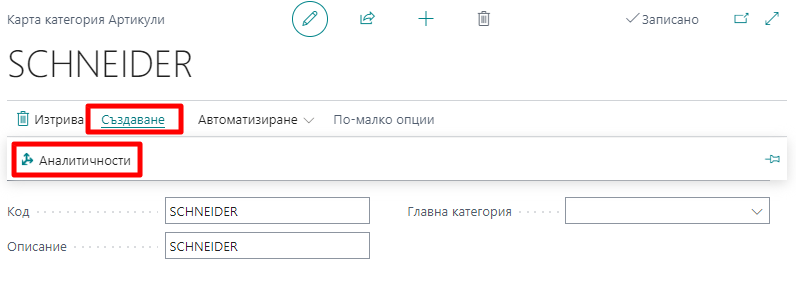 Карта категория Артикули
Записано
SCHNEIDER
Изтрива Създаване Автоматизиране По-малко опции
Аналитичности
Код SCHNEIDER Главна категория
Описание SCHNEIDER